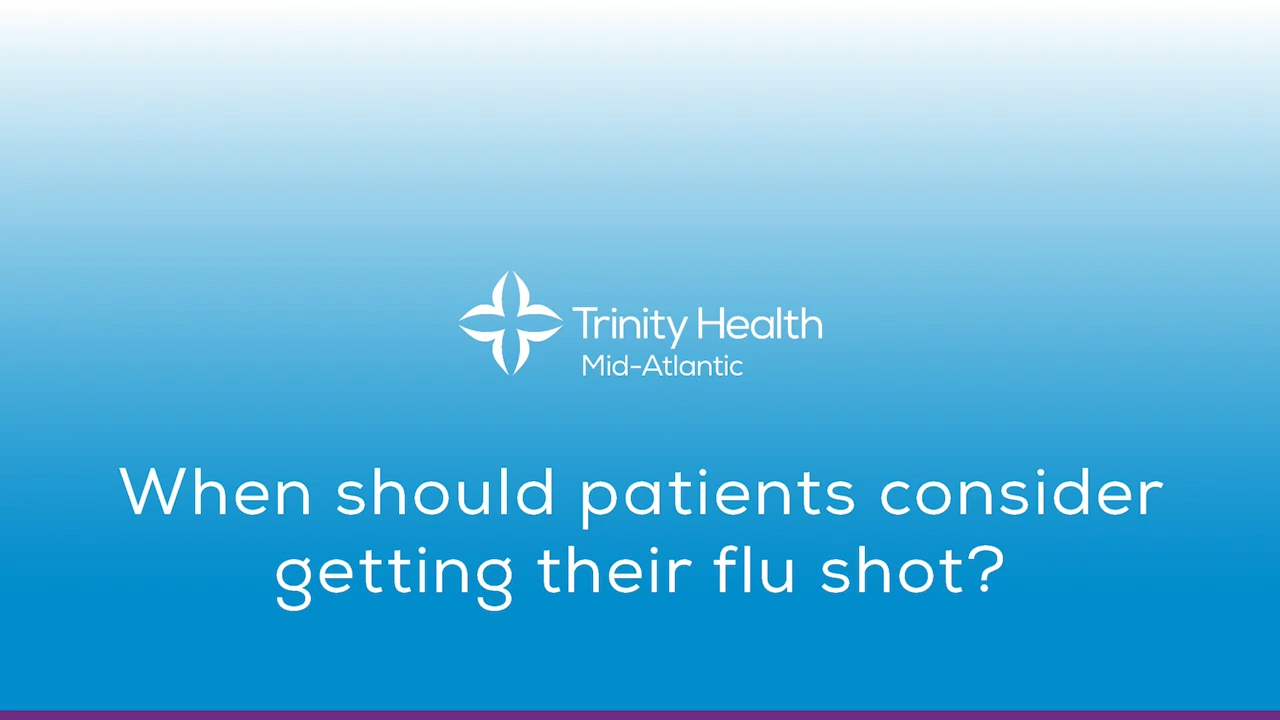 Trinity Health
Mid-Atlantic
When should patients consider
getting their flu shot?